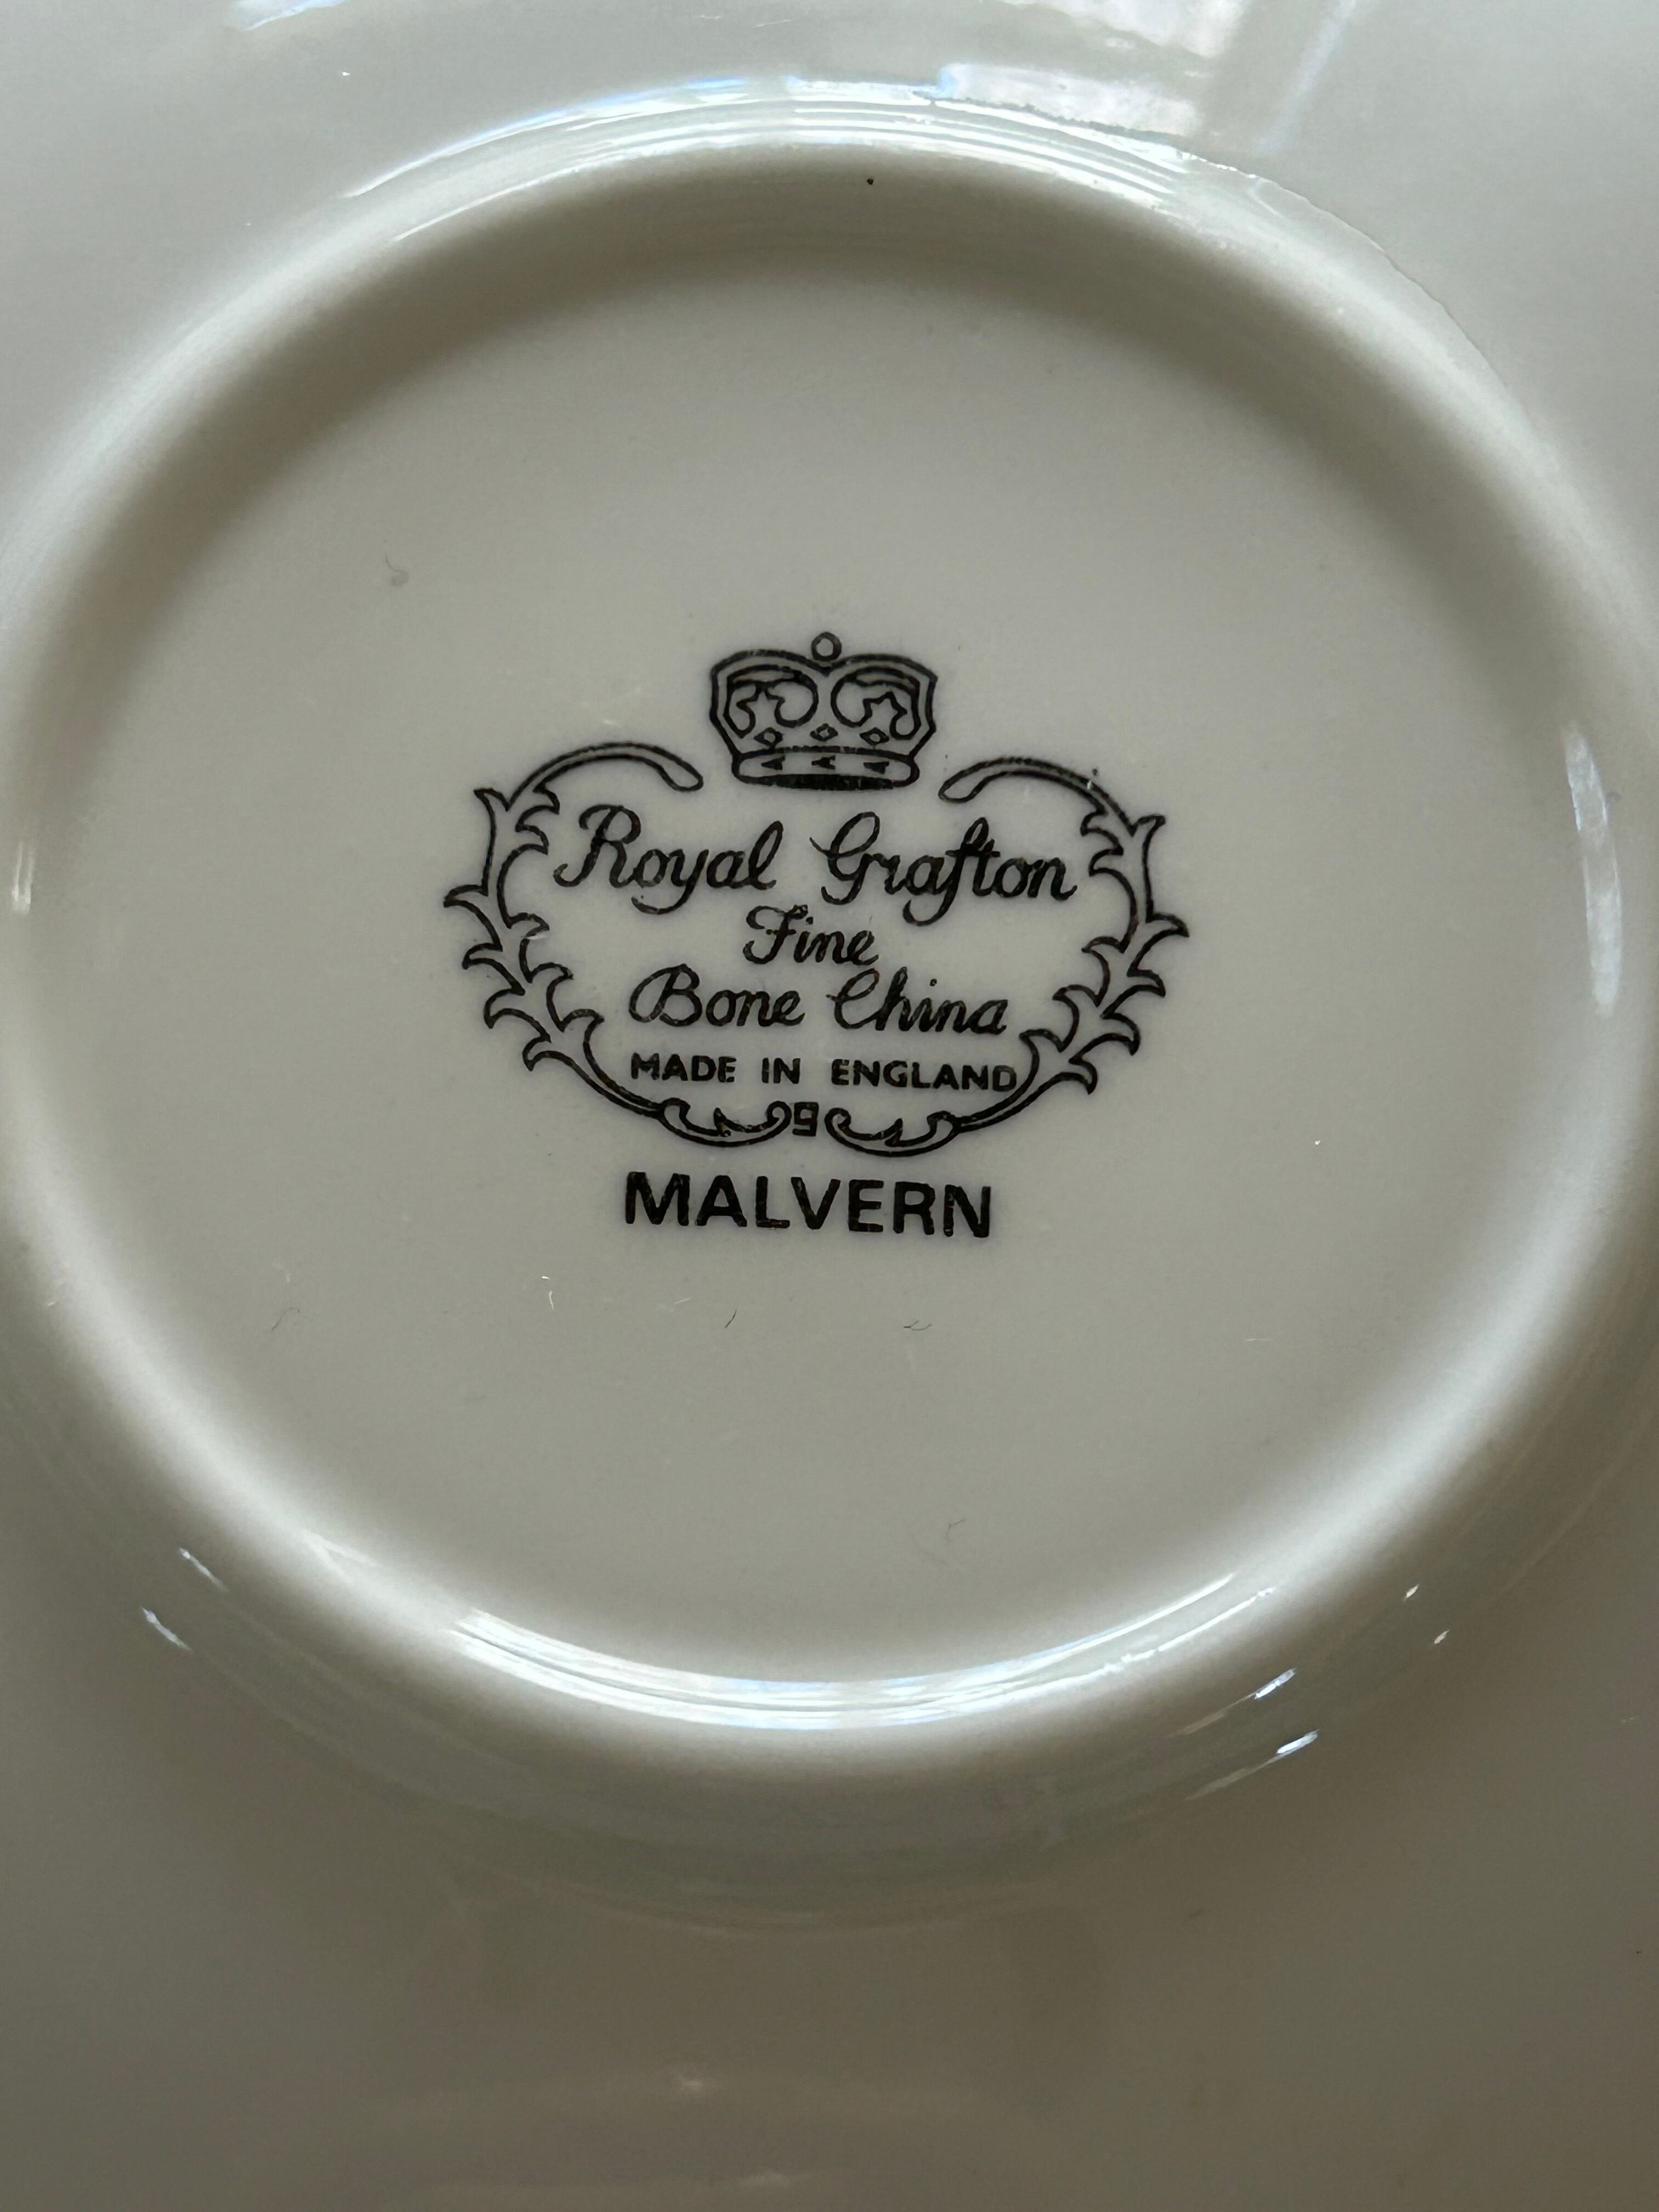 Royal Grafton
Fine
Bone China
MADE IN ENGLAND
9
MALVERN